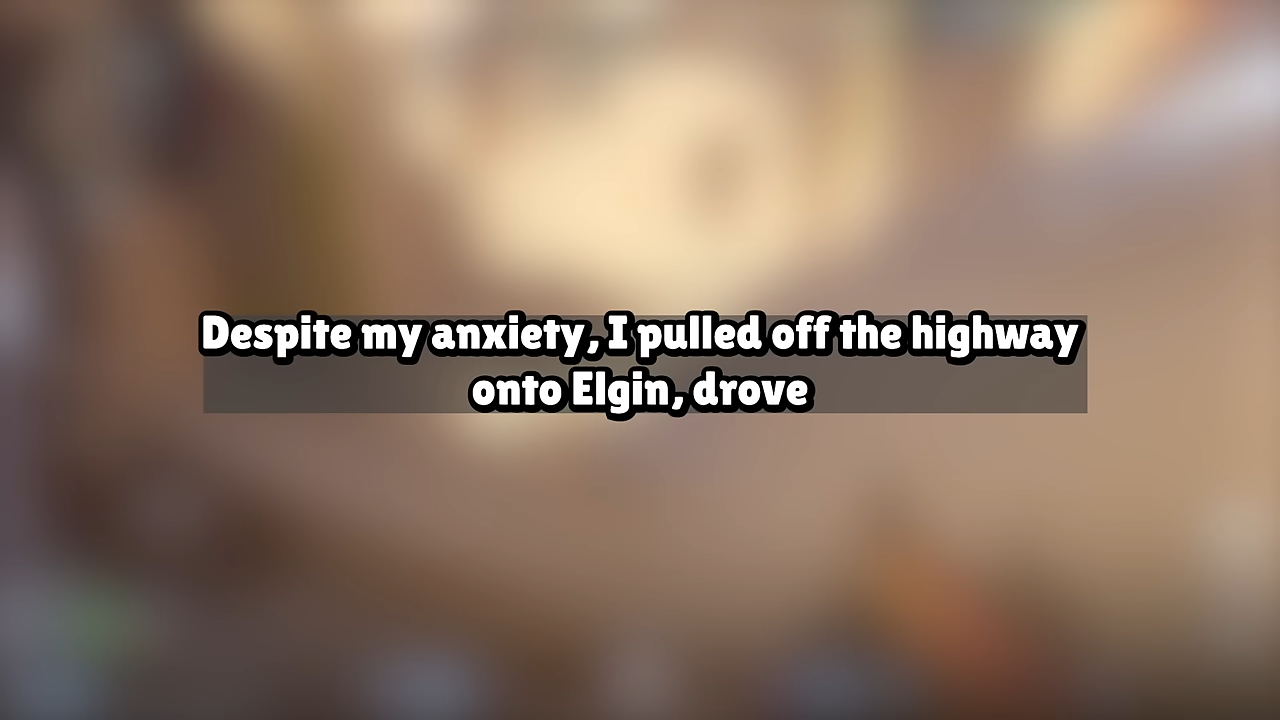 Despite my anxiety, I pulled off the highway
onto Elgin, drove